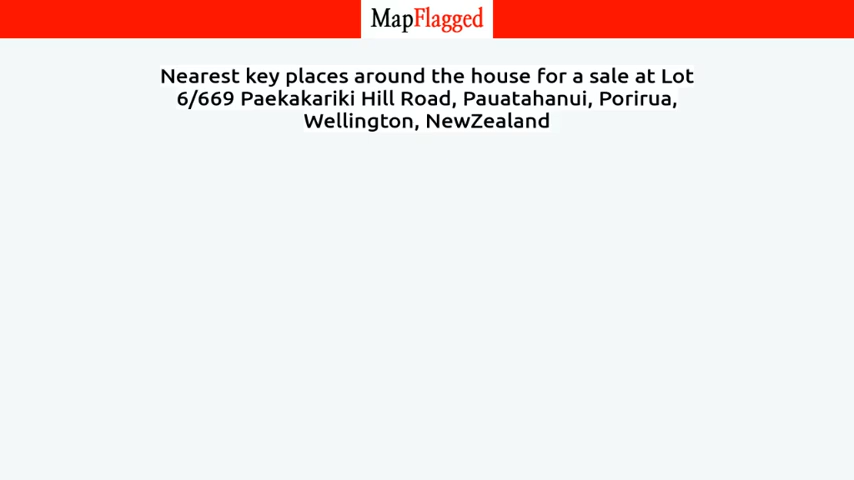 MapFlagged
Nearest key places around the house for a sale at Lot
6/669 Paekakariki Hill Road, Pauatahanui, Porirua,
Wellington, NewZealand